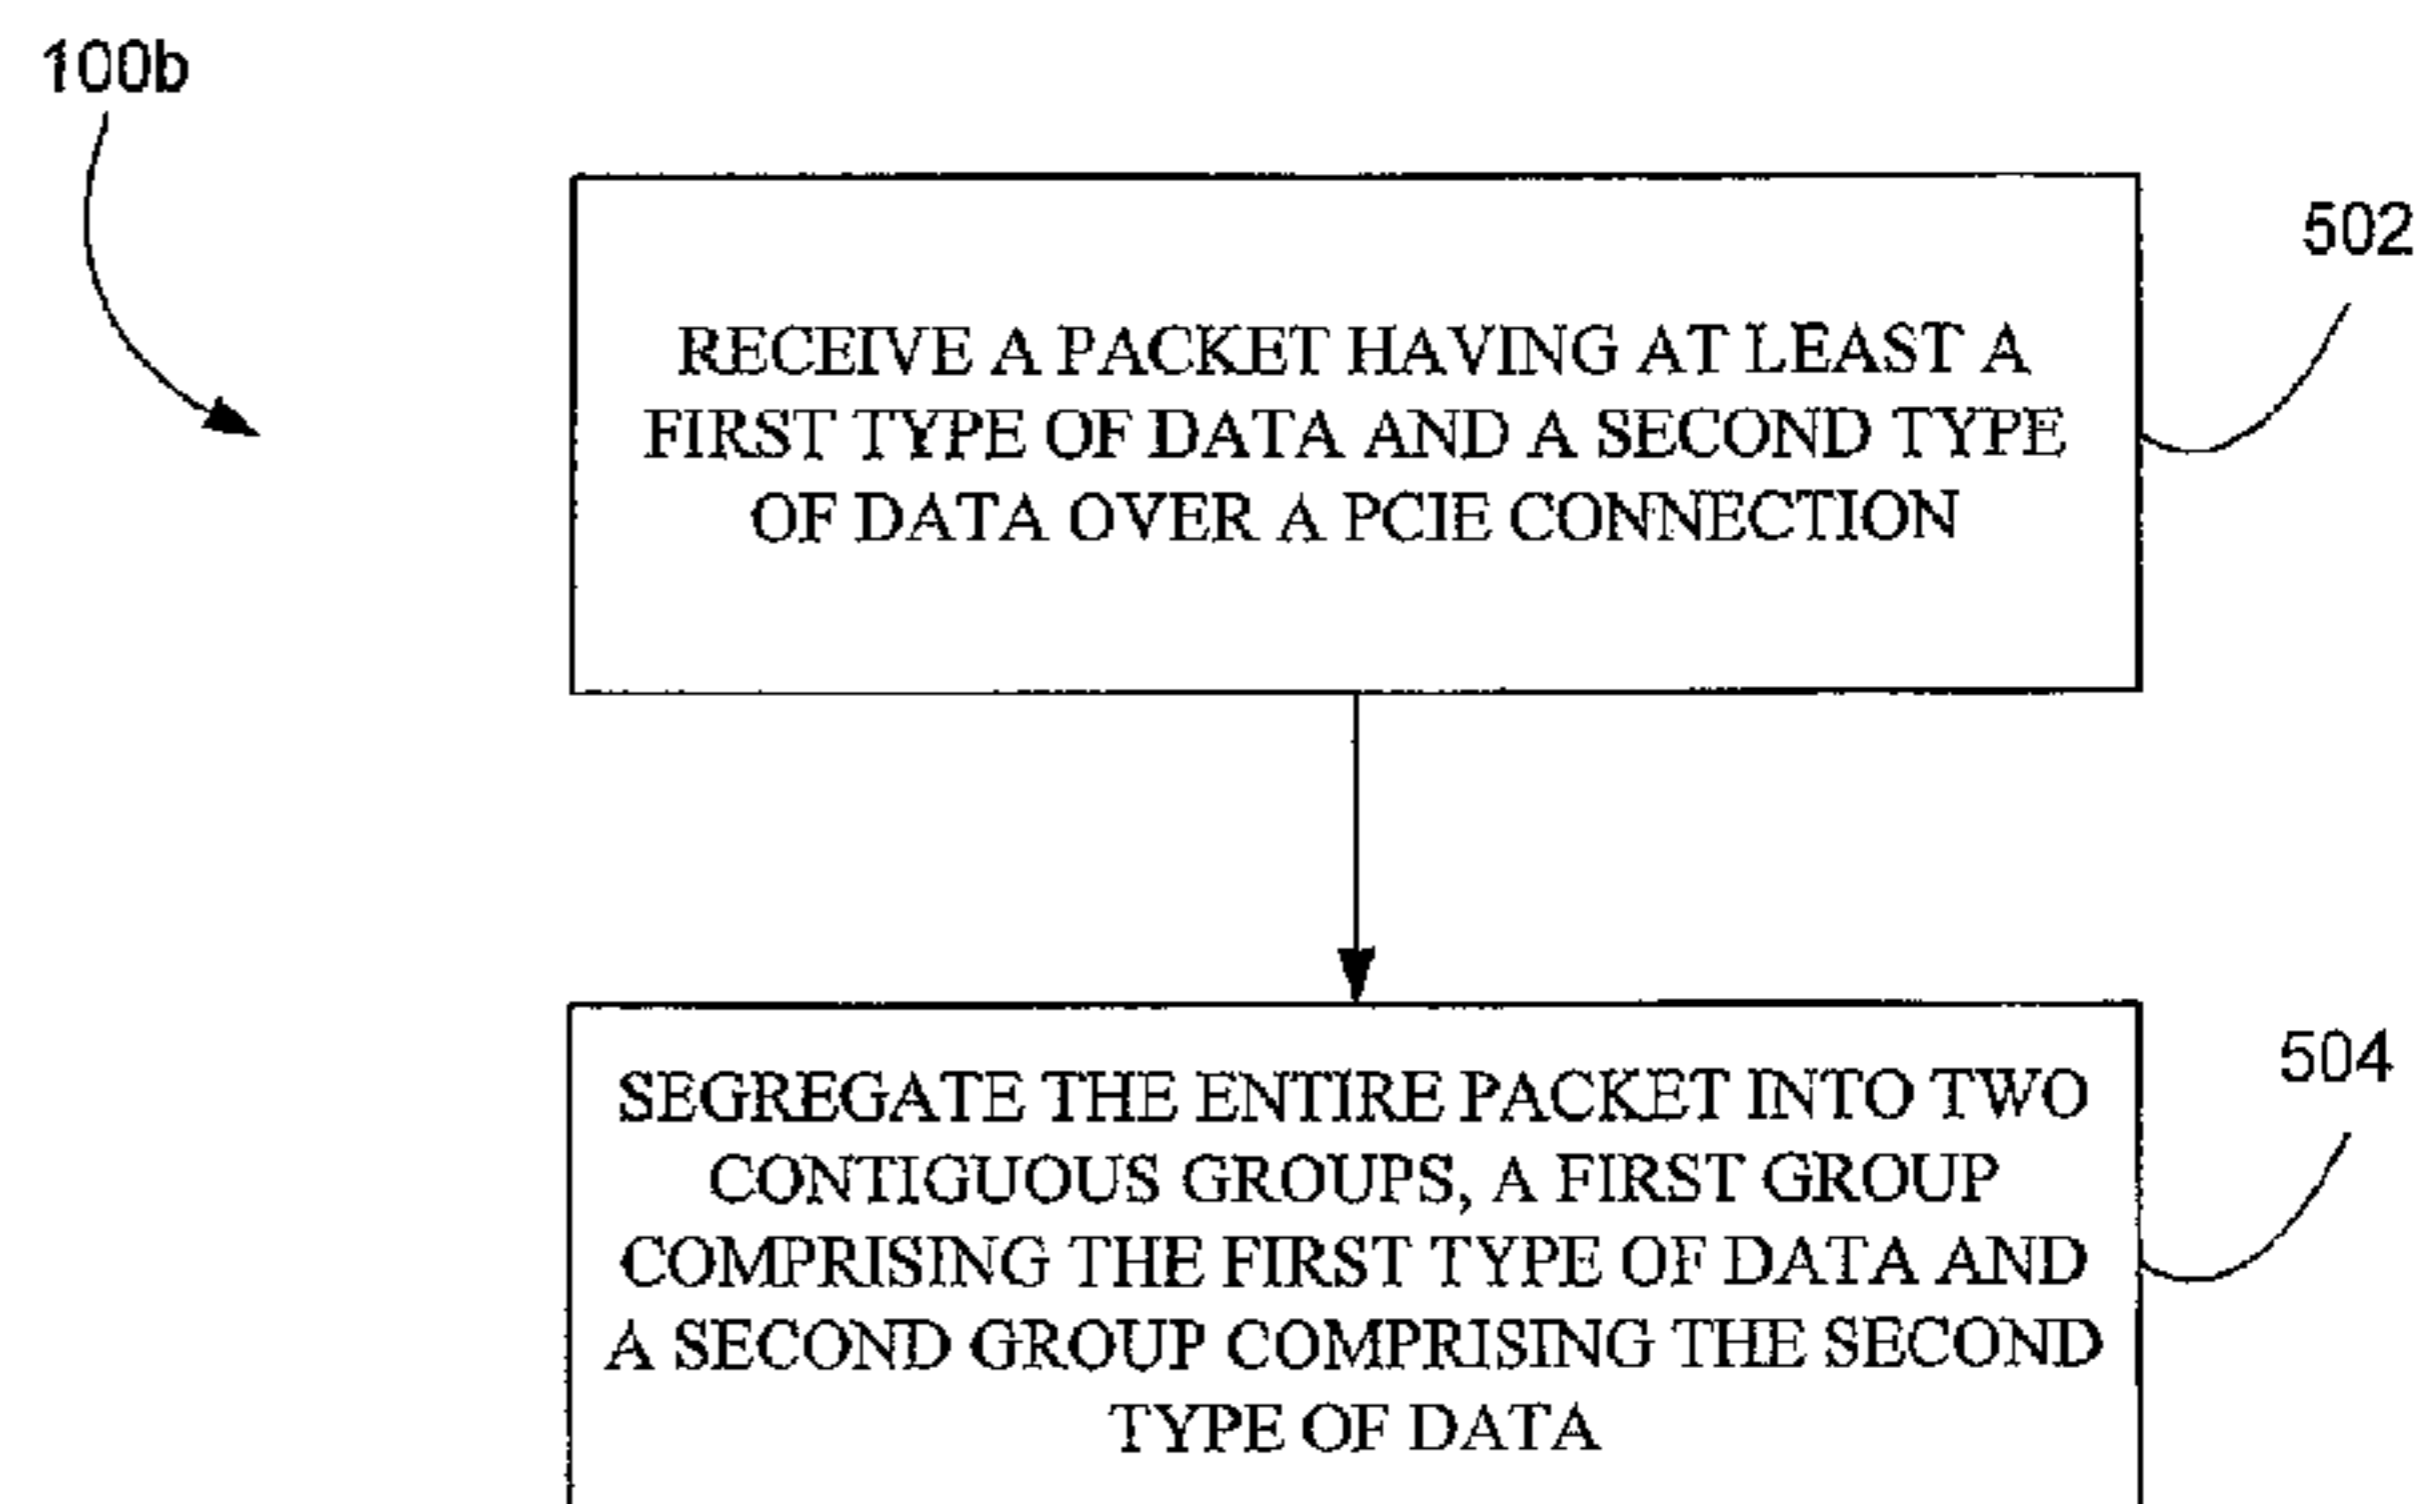 100b
502
RECEIVE A PACKET HAVING AT LEAST A
FIRST TYPE OF DATA AND A SECOND TYPE
OF DATA OVER A PCIE CONNECTION
504
SEGREGATE THE ENTIRE PACKET INTO TWO
CONTIGUOUS GROUPS, A FIRST GROUP
COMPRISING THE FIRST TYPE OF DATA AND
A SECOND GROUP COMPRISING THE SECOND
TYPE OF DATA